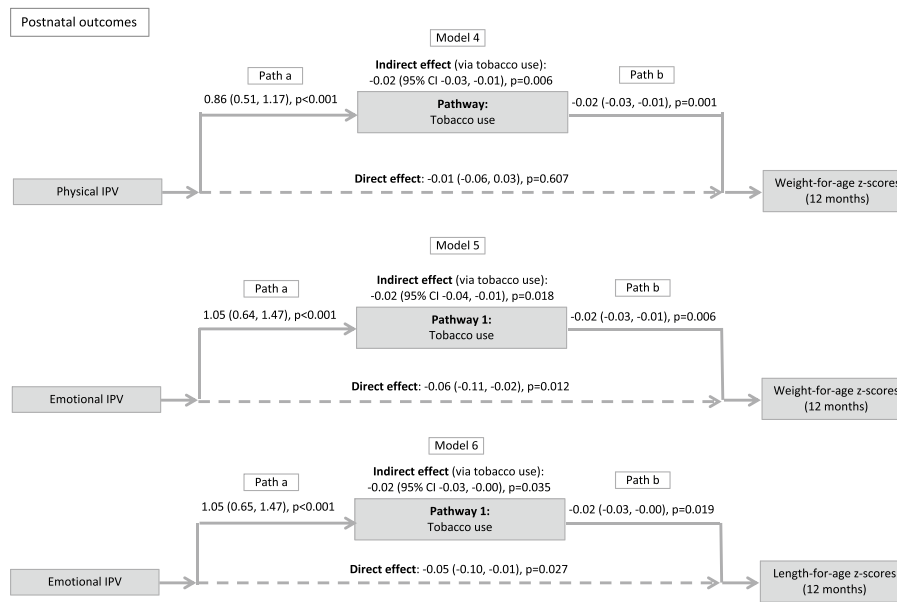 Postnatal outcomes
Model 4
Indirect effect (via tobacco use):
-0.02 (95% CI -0.03, -0.01), p=0.006
Path a
Path b
0.86 (0.51, 1.17), p<0.001
-0.02 (-0.03, -0.01), p=0.001
Pathway:
Tobacco use
Direct effect: -0.01 (-0.06, 0.03), p=0.607
Physical IPV
Weight-for-age z-scores
(12 months)
Model 5
Indirect effect (via tobacco use):
-0.02 (95% CI -0.04, -0.01), p=0.018
Path a
Path b
1.05 (0.64, 1.47), p<0.001
-0.02 (-0.03, -0.01), p=0.006
Pathway 1:
Tobacco use
Direct effect: -0.06 (-0.11, -0.02), p=0.012
Emotional IPV
Weight-for-age z-scores
(12 months)
Model 6
Indirect effect (via tobacco use):
-0.02 (95% CI -0.03, -0.00), p=0.035
Path a
Path b
1.05 (0.65, 1.47), p<0.001
-0.02 (-0.03, -0.00), p=0.019
Pathway 1:
Tobacco use
Direct effect: -0.05 (-0.10, -0.01), p=0.027
Emotional IPV
Length-for-age z-scores
(12 months)